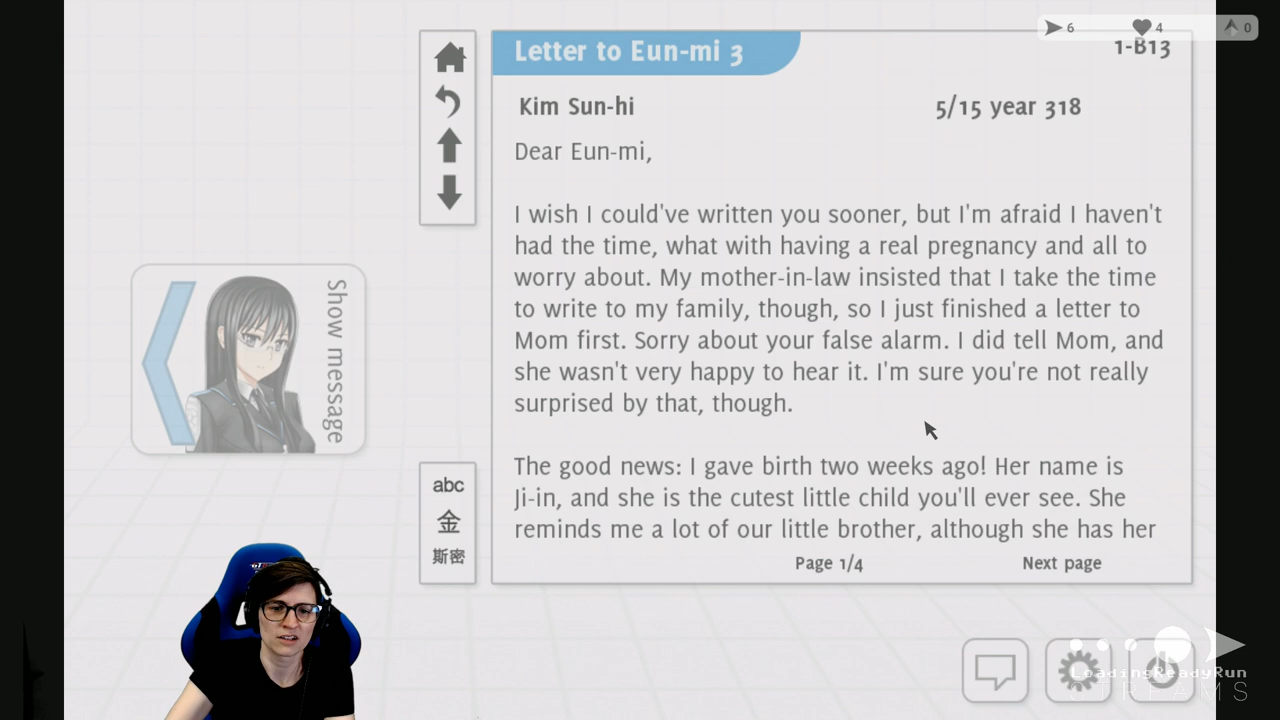 6
4
0
Letter to Eun-mi 3
1-B13
Kim Sun-hi
5/15 year 318
Dear Eun-mi,
I wish I could've written you sooner, but I'm afraid I haven't
had the time, what with having a real pregnancy and all to
worry about. My mother-in-law insisted that I take the time
to write to my family, though, so I just finished a letter to
Mom first. Sorry about your false alarm. I did tell Mom, and
she wasn't very happy to hear it. I'm sure you're not really
surprised by that, though.
The good news: I gave birth two weeks ago! Her name is
Ji-in, and she is the cutest little child you'll ever see. She
reminds me a lot of our little brother, although she has her
Page 1/4
Next page
Show message
abc
金
斯密
LoadingReadyRun
STREAMS